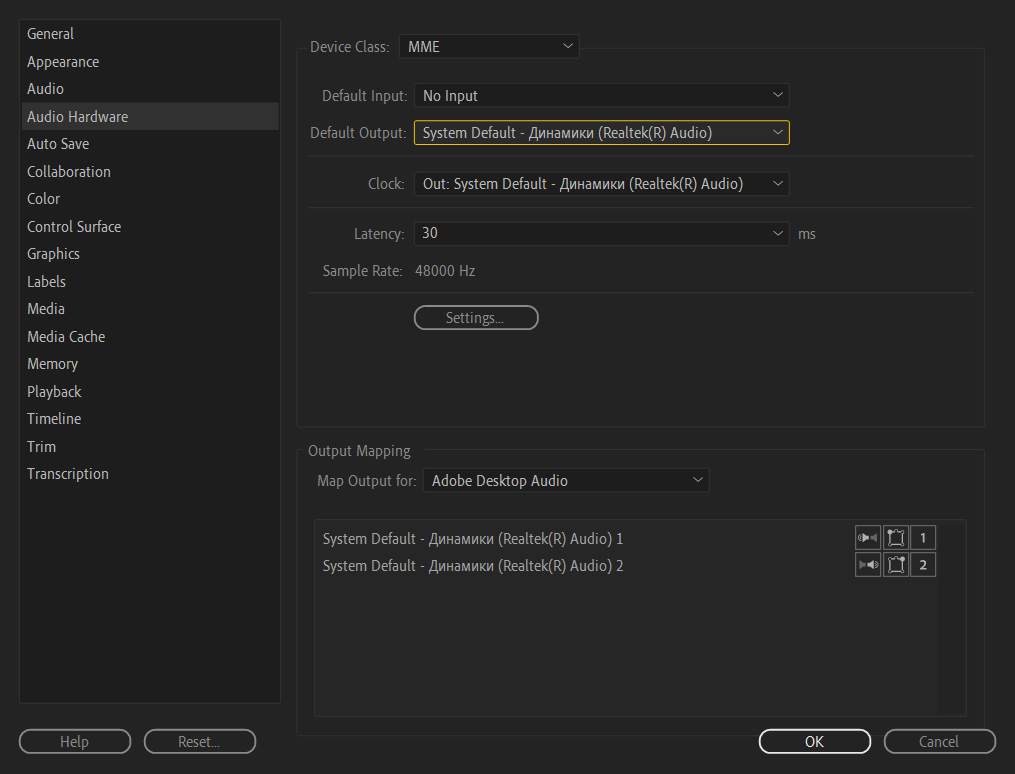 General
Appearance
Audio
Audio Hardware
Auto Save
Collaboration
Color
Control Surface
Graphics
Labels
Media
Media Cache
Memory
Playback
Timeline
Trim
Transcription
Device Class: MME
Default Input: No Input
Default Output: System Default - Динамики (Realtek(R) Audio)
Clock: Out: System Default - Динамики (Realtek(R) Audio)
Latency: 30 ms
Sample Rate: 48000 Hz
Settings...
Output Mapping
Map Output for: Adobe Desktop Audio
System Default - Динамики (Realtek(R) Audio) 1 1
System Default - Динамики (Realtek(R) Audio) 2 2
Help Reset... OK Cancel